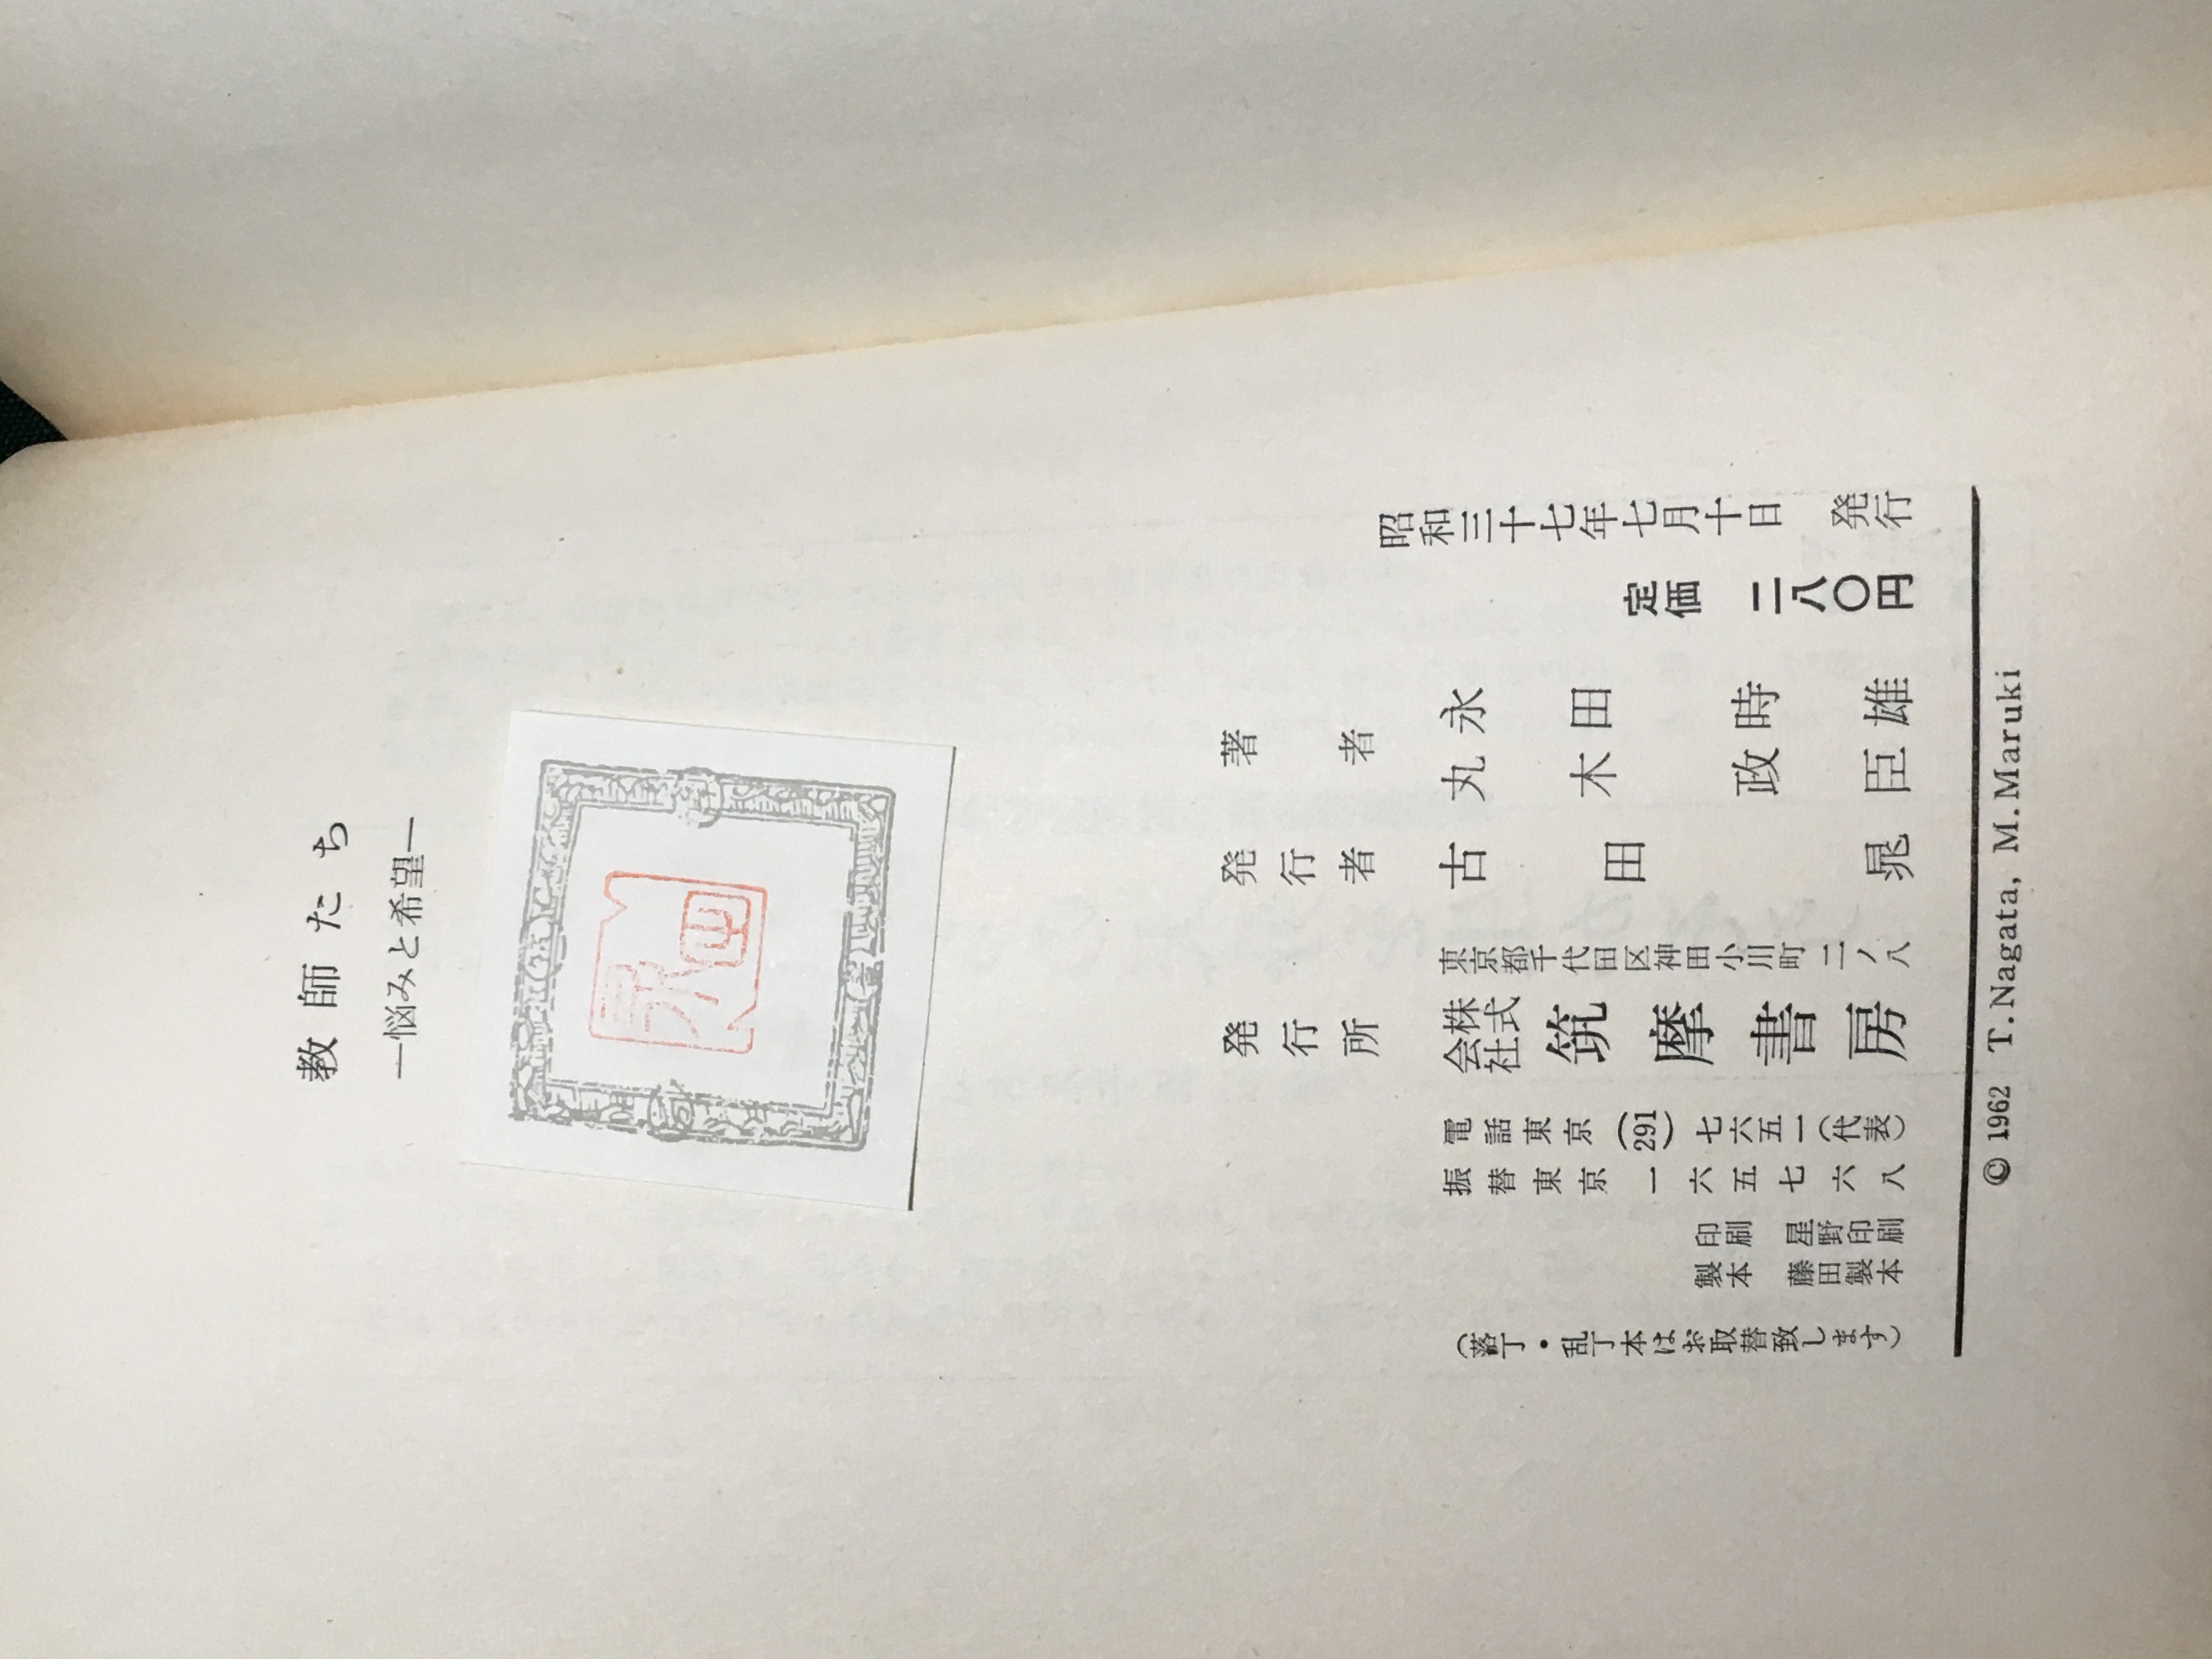 教師たち
―悩みと希望―
昭和三十七年七月十日　発行
定価　二八〇円
著者　永田時雄
丸木政臣
発行者　古田晁
東京都千代田区神田小川町二ノ八
発行所　株式会社　筑摩書房
電話東京(291)七六五一(代表)
振替東京一六五七六八
印刷　星野印刷
製本　藤田製本
(落丁・乱丁本はお取替致します)
© 1962 T.Nagata, M.Maruki